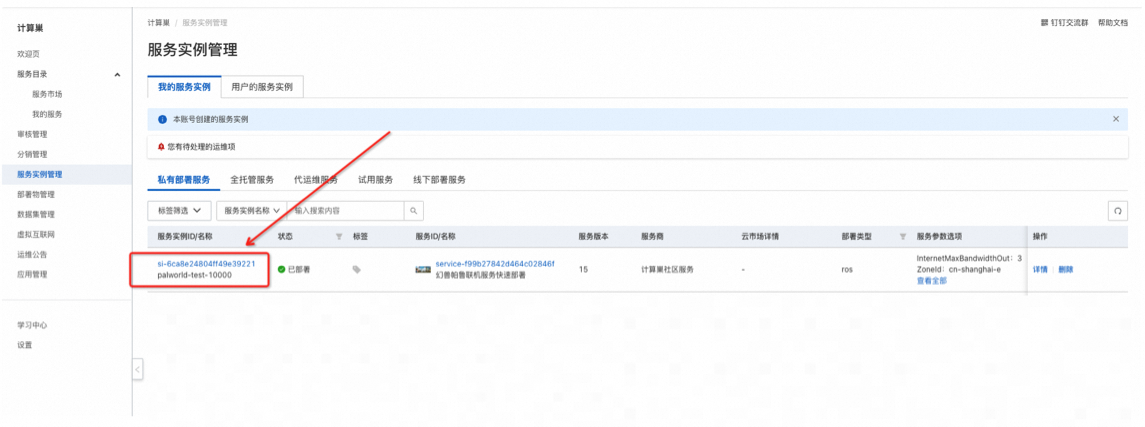 计算巢
欢迎页
服务目录
服务市场
我的服务
审核管理
分销管理
服务实例管理
部署物管理
数据集管理
虚拟互联网
运维公告
应用管理
学习中心
设置
计算巢 / 服务实例管理
钉钉交流群 帮助文档
服务实例管理
我的服务实例 用户的服务实例
本账号创建的服务实例
您有待处理的运维项
私有部署服务 全托管服务 代运维服务 试用服务 线下部署服务
标签筛选 服务实例名称 输入搜索内容
服务实例ID/名称 状态 标签 服务ID/名称 服务版本 服务商 云市场详情 部署类型 服务参数选项 操作
si-6ca8e24804ff49e39221 已部署 service-f99b27842d464c02846f 15 计算巢社区服务 - ros InternetMaxBandwidthOut: 3 详情 删除
palworld-test-10000 幻兽帕鲁联机服务快速部署 ZoneId: cn-shanghai-e
查看全部